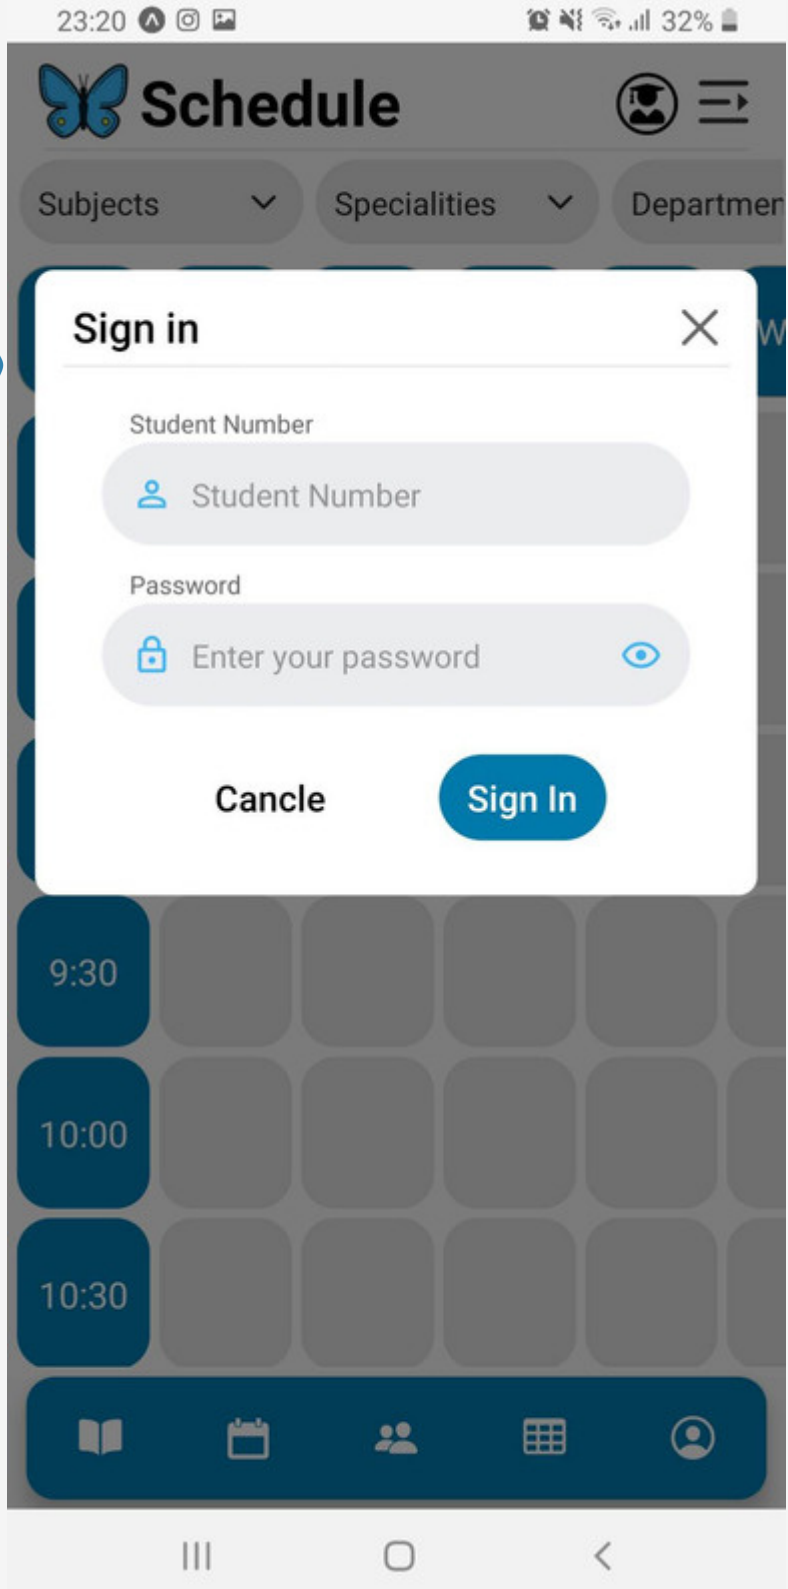 23:20 32%
Schedule
Subjects Specialities Departmen
Sign in
Student Number
Student Number
Password
Enter your password
Cancle Sign In
9:30
10:00
10:30